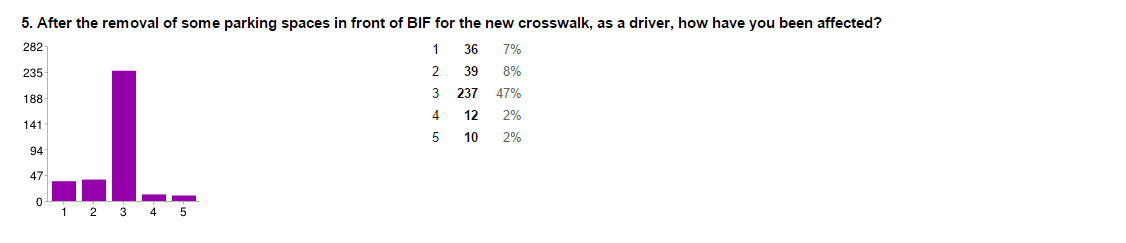 5. After the removal of some parking spaces in front of BIF for the new crosswalk, as a driver, how have you been affected?
282
235
188
141
94
47
0
1 2 3 4 5
1 36 7%
2 39 8%
3 237 47%
4 12 2%
5 10 2%